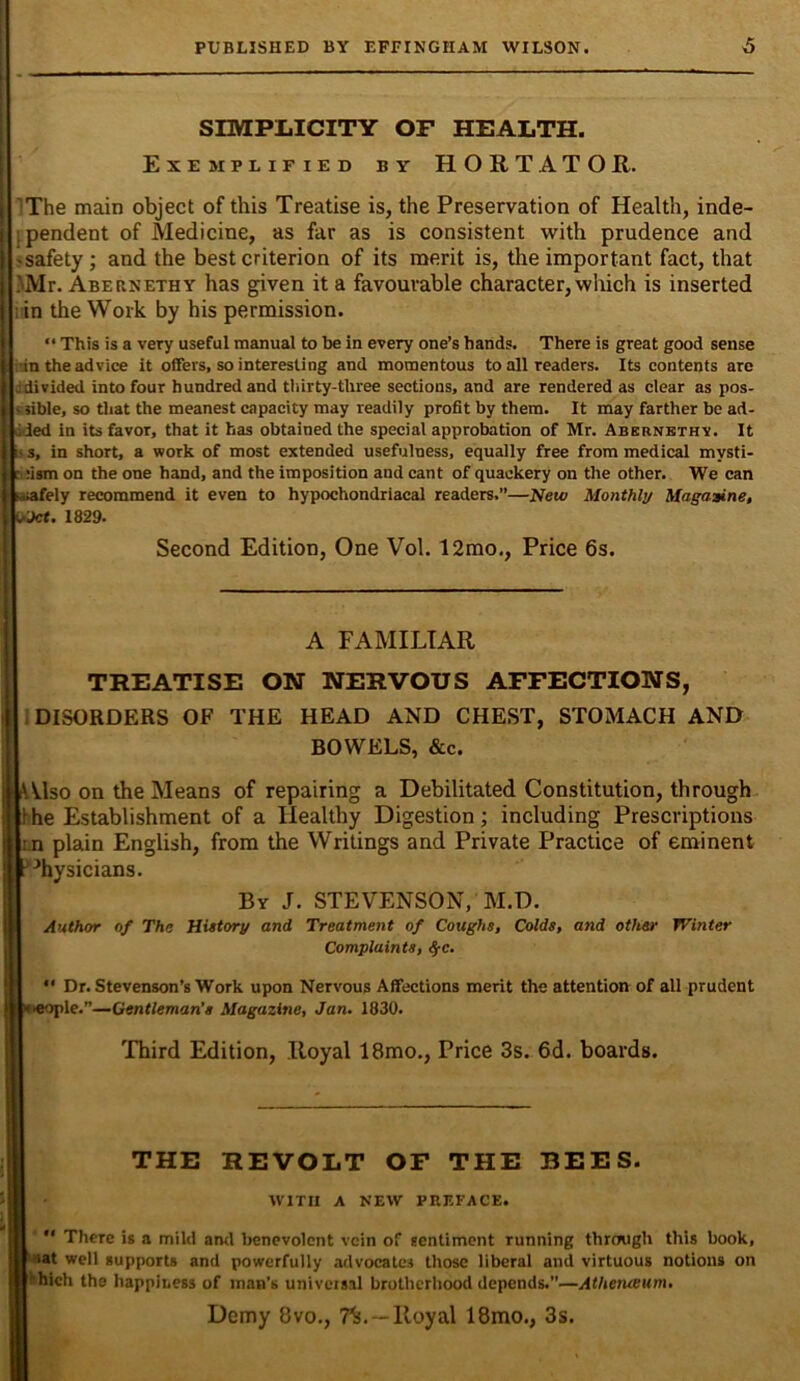 PUBLISHED BY EFFINGHAM WILSON. 5
SIMPLICITY OF HEALTH.
EXEMPLIFIED BY HORTATOR.
The main object of this Treatise is, the Preservation of Health, inde-
pendent of Medicine, as far as is consistent with prudence and
safety; and the best criterion of its merit is, the important fact, that
Mr. ABERNETHY has given it a favourable character, which is inserted
in the Work by his permission.
“ This is a very useful manual to be in every one's hands. There is great good sense
in the advice it offers, so interesting and momentous to all readers. Its contents are
divided into four hundred and thirty-three sections, and are rendered as clear as pos-
sible, so that the meanest capacity may readily profit by them. It may farther be ad-
ded in its favor, that it has obtained the special approbation of Mr. ABERNETHY. It
s, in short, a work of most extended usefulness, equally free from medical mysti-
cism on the one hand, and the imposition and cant of quackery on the other. We can
safely recommend it even to hypochondriacal readers.”—New Monthly Magazine,
Oct. 1829.
Second Edition, One Vol. 12mo., Price 6s.
A FAMILIAR
TREATISE ON NERVOUS AFFECTIONS,
DISORDERS OF THE HEAD AND CHEST, STOMACH AND
BOWELS, &c.
Also on the Means of repairing a Debilitated Constitution, through
he Establishment of a Healthy Digestion; including Prescriptions
n plain English, from the Writings and Private Practice of eminent
Physicians.
BY J. STEVENSON, M.D.
Author of The History and Treatment of Coughs, Colds, and other Winter
Complaints, &c.
“ Dr. Stevenson's Work upon Nervous Affections merit the attention of all prudent
people.”—Gentleman's Magazine, Jan. 1830.
Third Edition, Royal 18mo., Price 3s. 6d. boards.
THE REVOLT OF THE BEES.
WITH A NEW PREFACE.
“ There is a mild and benevolent vein of sentiment running through this book,
at well supports and powerfully advocates those liberal and virtuous notions on
hich the happiness of man's universal brotherhood depends.”—Athenæum.
Demy 8vo., 7s.—Royal 18mo., 3s.